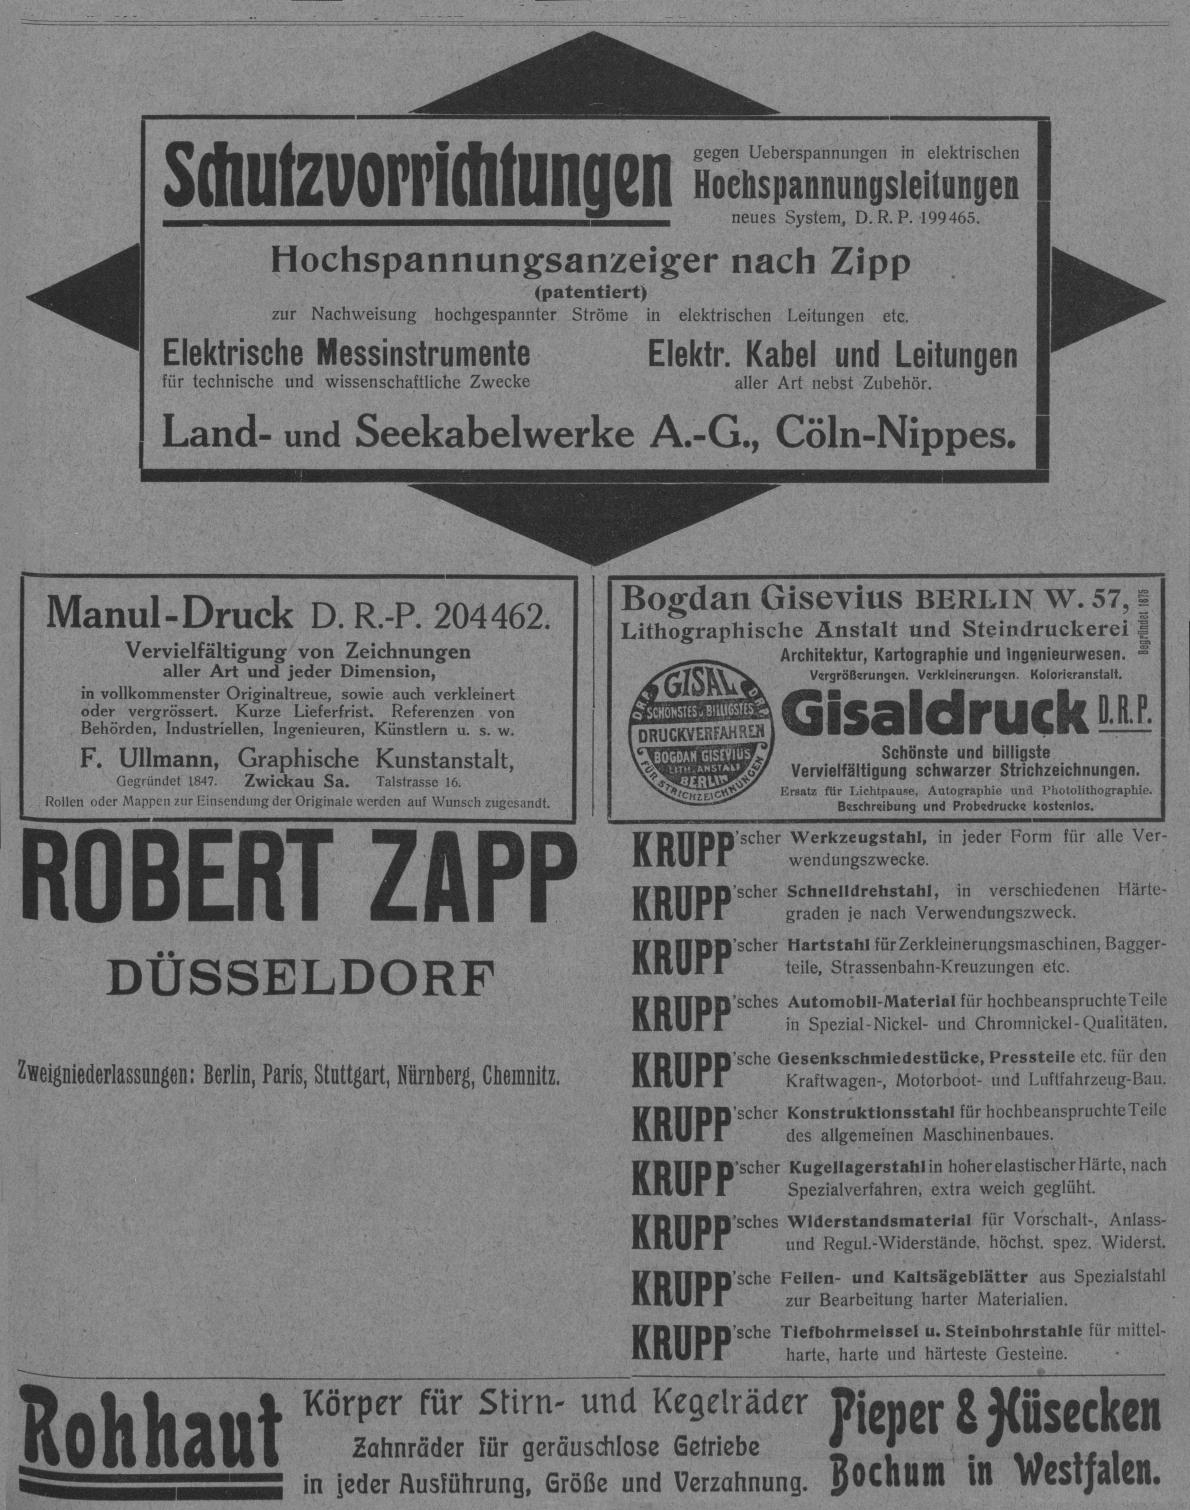 Schutzvorrichtungen
gegen Ueberspannungen in elektrischen
Hochspannungsleitungen
neues System, D. R. P. 199465.
Hochspannungsanzeiger nach Zipp
(patentiert)
zur Nachweisung hochgespannter Ströme in elektrischen Leitungen etc.
Elektrische Messinstrumente
für technische und wissenschaftliche Zwecke
Elektr. Kabel und Leitungen
aller Art nebst Zubehör.
Land- und Seekabelwerke A.-G., Cöln-Nippes.
Manul-Druck D. R.-P. 204462.
Vervielfältigung von Zeichnungen
aller Art und jeder Dimension,
in vollkommenster Originaltreue, sowie auch verkleinert
oder vergrössert. Kurze Lieferfrist. Referenzen von
Behörden, Industriellen, Ingenieuren, Künstlern u. s. w.
F. Ullmann, Graphische Kunstanstalt,
Gegründet 1847. Zwickau Sa. Talstrasse 16.
Rollen oder Mappen zur Einsendung der Originale werden auf Wunsch zugesandt.
Bogdan Gisevius BERLIN W. 57,
Lithographische Anstalt und Steindruckerei
Begründet 1875
Architektur, Kartographie und Ingenieurwesen.
Vergrößerungen. Verkleinerungen. Kolorieranstalt.
D.R.P. GISAL D.R.P.
SCHÖNSTES U. BILLIGSTES
DRUCKVERFAHREN
BOGDAN GISEVIUS
LITH. ANSTALT
BERLIN
FÜR STRICHZEICHNUNGEN
Gisaldruck D.R.P.
Schönste und billigste
Vervielfältigung schwarzer Strichzeichnungen.
Ersatz für Lichtpause, Autographie und Photolithographie.
Beschreibung und Probedrucke kostenlos.
ROBERT ZAPP
DÜSSELDORF
Zweigniederlassungen: Berlin, Paris, Stuttgart, Nürnberg, Chemnitz.
KRUPP'scher Werkzeugstahl, in jeder Form für alle Ver-
wendungszwecke.
KRUPP'scher Schnelldrehstahl, in verschiedenen Härte-
graden je nach Verwendungszweck.
KRUPP'scher Hartstahl für Zerkleinerungsmaschinen, Bagger-
teile, Strassenbahn-Kreuzungen etc.
KRUPP'sches Automobil-Material für hochbeanspruchte Teile
in Spezial-Nickel- und Chromnickel-Qualitäten.
KRUPP'sche Gesenkschmiedestücke, Pressteile etc. für den
Kraftwagen-, Motorboot- und Luftfahrzeug-Bau.
KRUPP'scher Konstruktionsstahl für hochbeanspruchte Teile
des allgemeinen Maschinenbaues.
KRUPP'scher Kugellagerstahl in hoher elastischer Härte, nach
Spezialverfahren, extra weich geglüht.
KRUPP'sches Widerstandsmaterial für Vorschalt-, Anlass-
und Regul.-Widerstände, höchst. spez. Widerst.
KRUPP'sche Feilen- und Kaltsägeblätter aus Spezialstahl
zur Bearbeitung harter Materialien.
KRUPP'sche Tiefbohrmeissel u. Steinbohrstahle für mittel-
harte, harte und härteste Gesteine.
Rohhaut
Körper für Stirn- und Kegelräder
Zahnräder für geräuschlose Getriebe
in jeder Ausführung, Größe und Verzahnung.
Pieper & Hüsecken
Bochum in Westfalen.